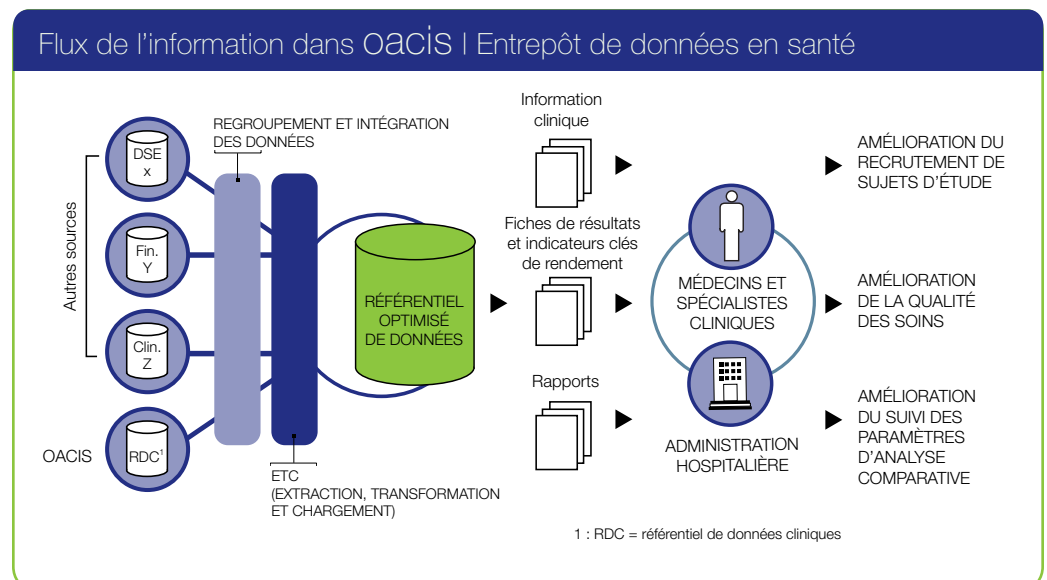 Flux de l'information dans oacis | Entrepôt de données en santé
REGROUPEMENT ET INTÉGRATION
DES DONNÉES
Autres sources
DSE
x
Fin.
Y
Clin.
Z
OACIS
RDC¹
ETC
(EXTRACTION, TRANSFORMATION
ET CHARGEMENT)
RÉFÉRENTIEL
OPTIMISÉ
DE DONNÉES
Information
clinique
Fiches de résultats
et indicateurs clés
de rendement
Rapports
MÉDECINS ET
SPÉCIALISTES
CLINIQUES
ADMINISTRATION
HOSPITALIÈRE
AMÉLIORATION DU
RECRUTEMENT DE
SUJETS D'ÉTUDE
AMÉLIORATION
DE LA QUALITÉ
DES SOINS
AMÉLIORATION
DU SUIVI DES
PARAMÈTRES
D'ANALYSE
COMPARATIVE
1 : RDC = référentiel de données cliniques